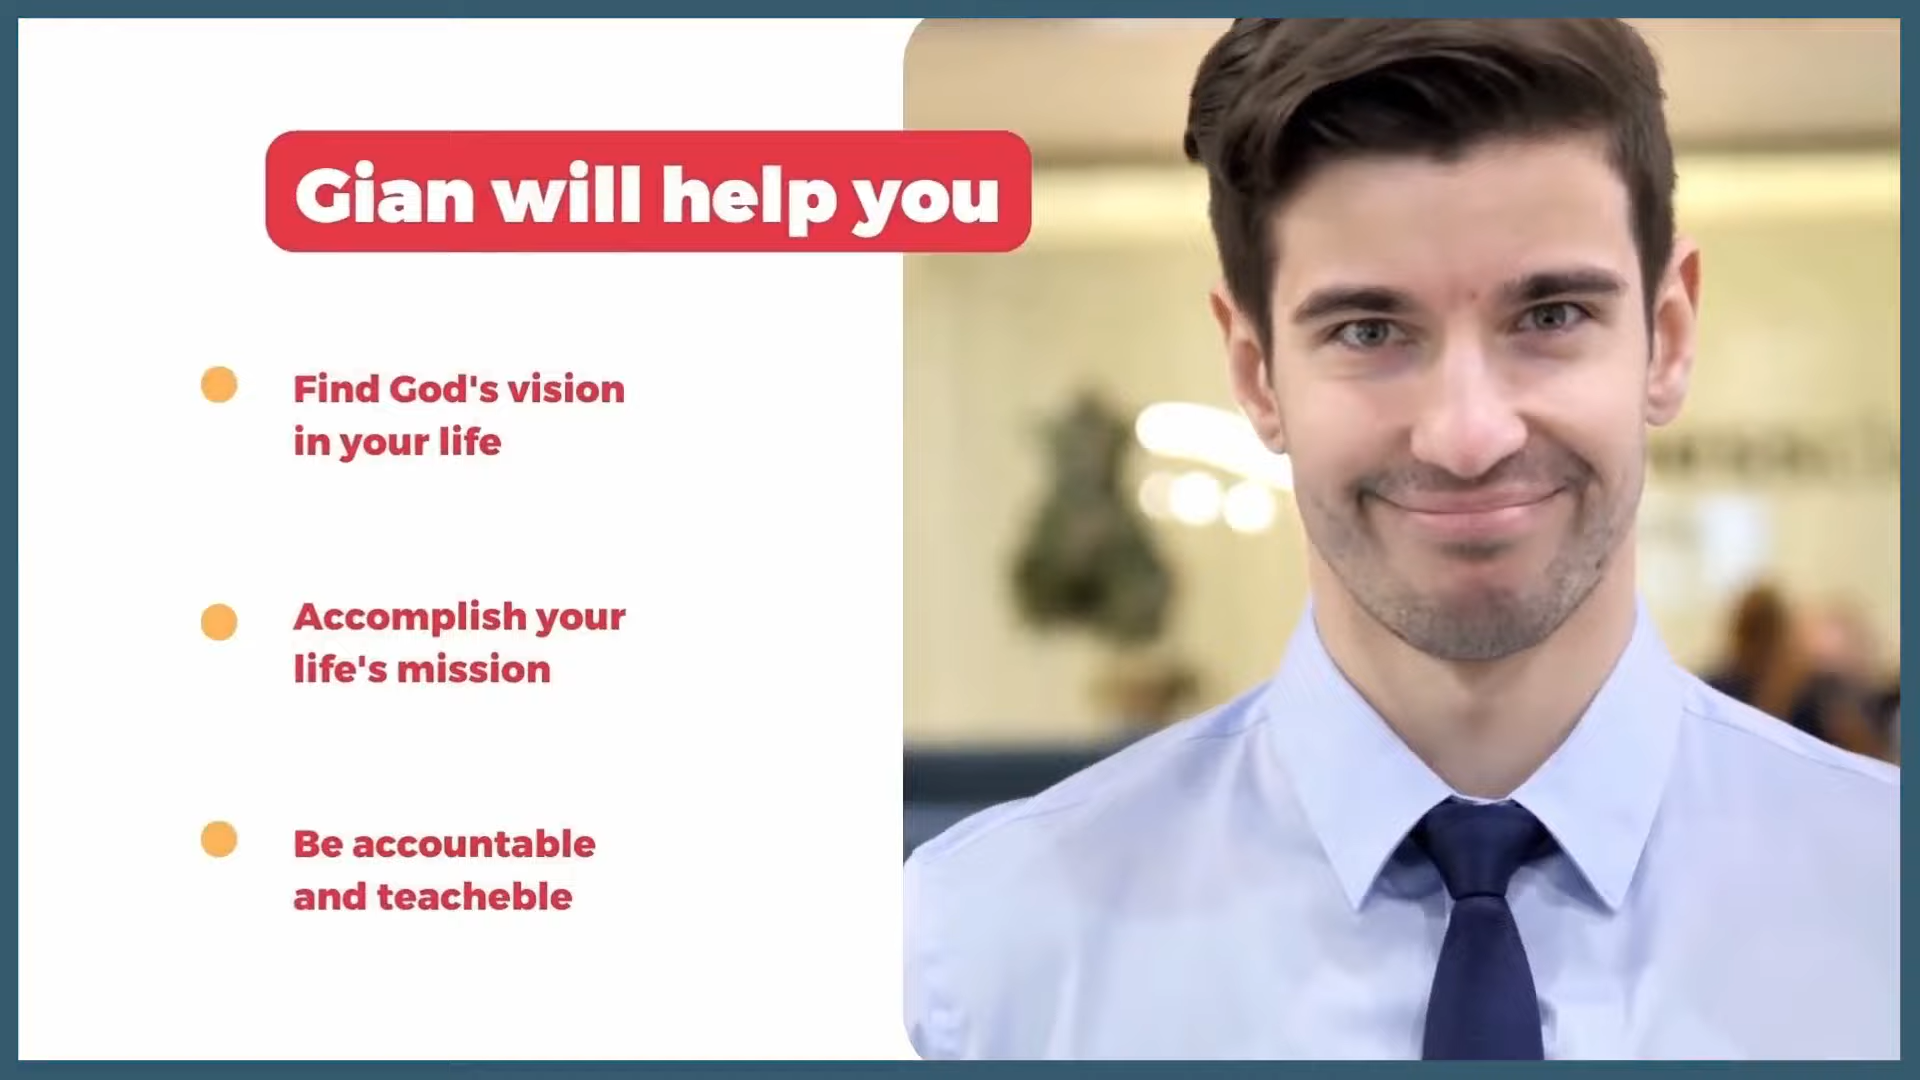 Gian will help you
Find God's vision
in your life
Accomplish your
life's mission
Be accountable
and teacheble